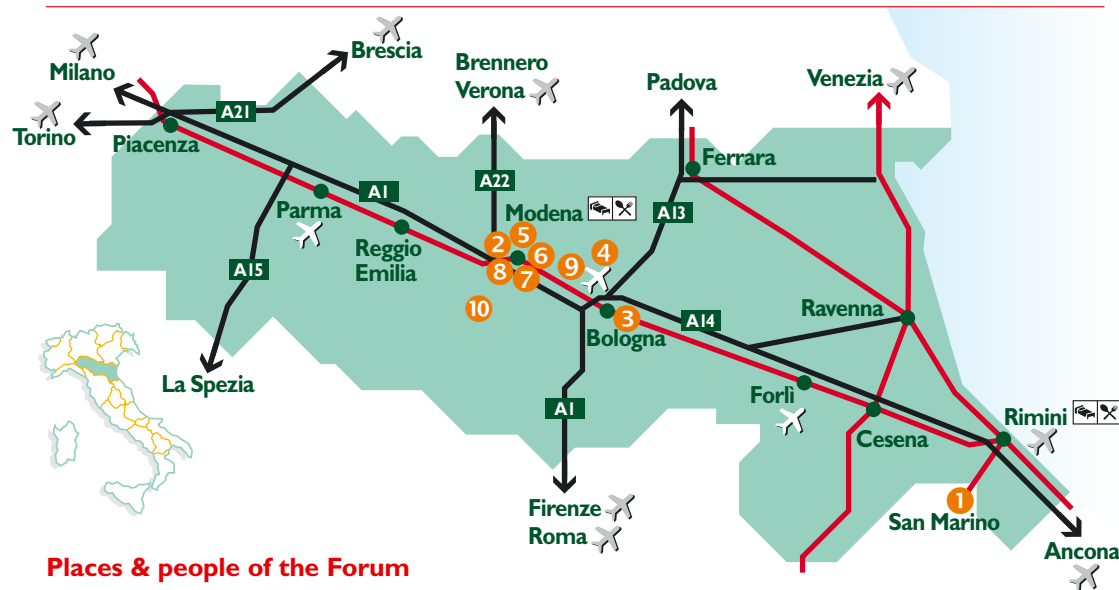 Milano
Brescia
Brennero
Verona
Padova
Venezia
Torino
A21
Piacenza
Ferrara
A22
A1
Parma
Modena
A13
Reggio
Emilia
2
5
6
4
8
7
9
A15
10
3
Bologna
A14
Ravenna
La Spezia
Forlì
A1
Cesena
Rimini
1
San Marino
Firenze
Roma
Ancona
Places & people of the Forum